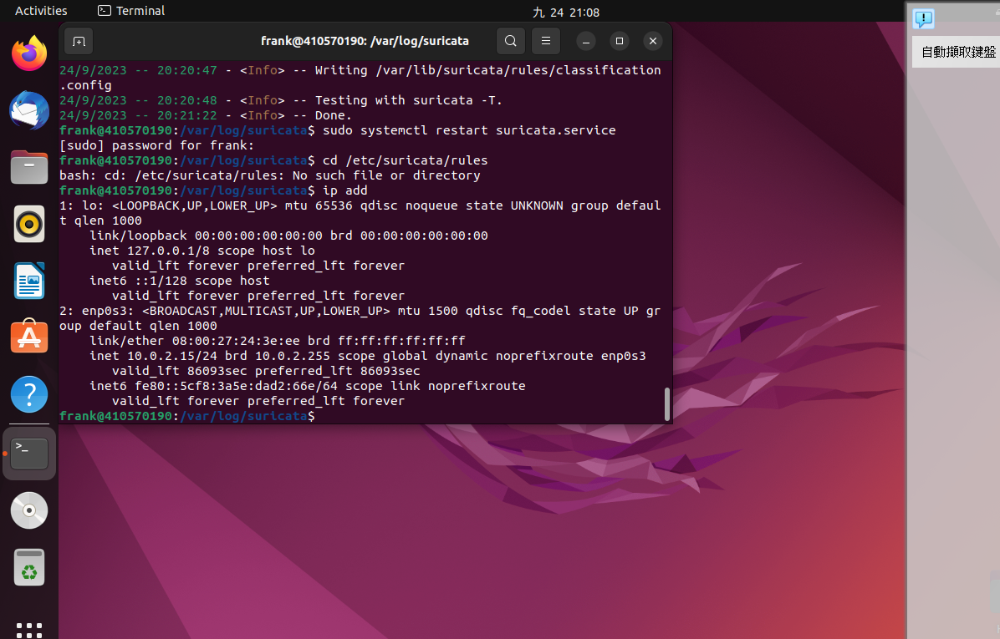 Activities Terminal 九 24 21:08
frank@410570190: /var/log/suricata
自動擷取鍵盤
24/9/2023 -- 20:20:47 - <Info> -- Writing /var/lib/suricata/rules/classification
.config
24/9/2023 -- 20:20:48 - <Info> -- Testing with suricata -T.
24/9/2023 -- 20:21:22 - <Info> -- Done.
frank@410570190:/var/log/suricata$ sudo systemctl restart suricata.service
[sudo] password for frank:
frank@410570190:/var/log/suricata$ cd /etc/suricata/rules
bash: cd: /etc/suricata/rules: No such file or directory
frank@410570190:/var/log/suricata$ ip add
1: lo: <LOOPBACK,UP,LOWER_UP> mtu 65536 qdisc noqueue state UNKNOWN group defaul
t qlen 1000
    link/loopback 00:00:00:00:00:00 brd 00:00:00:00:00:00
    inet 127.0.0.1/8 scope host lo
       valid_lft forever preferred_lft forever
    inet6 ::1/128 scope host
       valid_lft forever preferred_lft forever
2: enp0s3: <BROADCAST,MULTICAST,UP,LOWER_UP> mtu 1500 qdisc fq_codel state UP gr
oup default qlen 1000
    link/ether 08:00:27:24:3e:ee brd ff:ff:ff:ff:ff:ff
    inet 10.0.2.15/24 brd 10.0.2.255 scope global dynamic noprefixroute enp0s3
       valid_lft 86093sec preferred_lft 86093sec
    inet6 fe80::5cf8:3a5e:dad2:66e/64 scope link noprefixroute
       valid_lft forever preferred_lft forever
frank@410570190:/var/log/suricata$